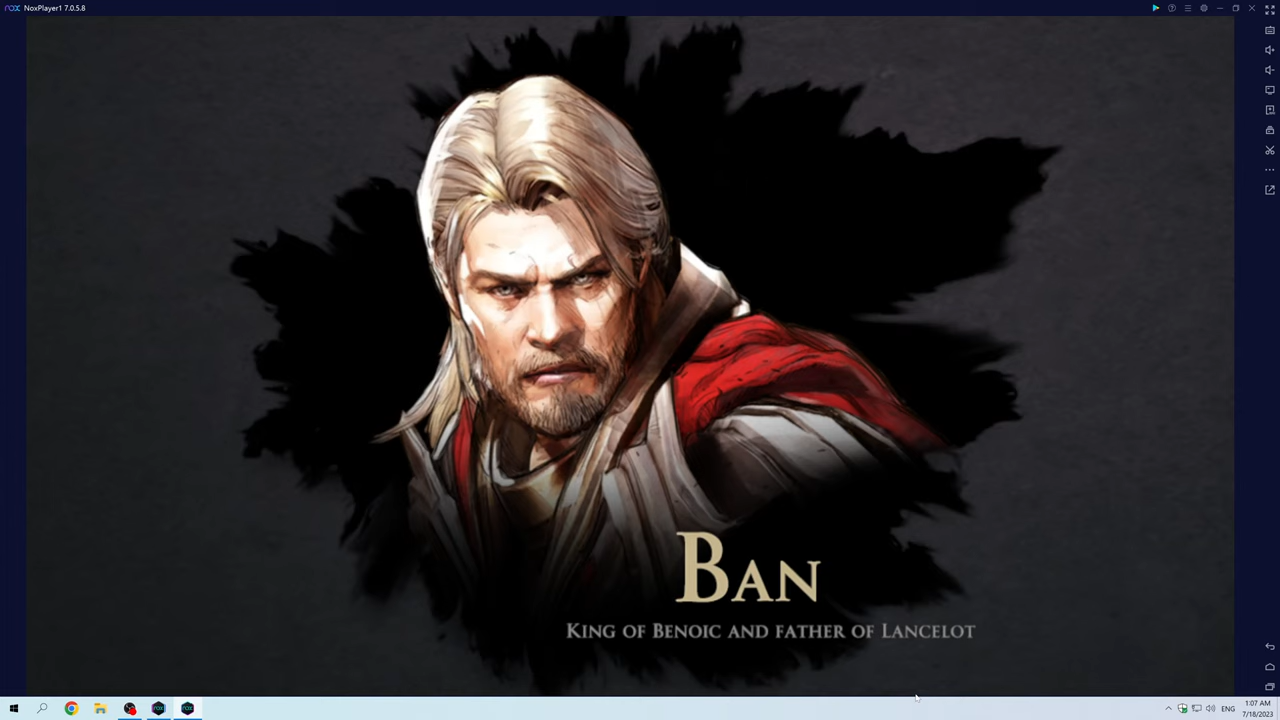 nox NoxPlayer1 7.0.5.8
Ban
King of Benoic and father of Lancelot
ENG
1:07 AM
7/18/2023